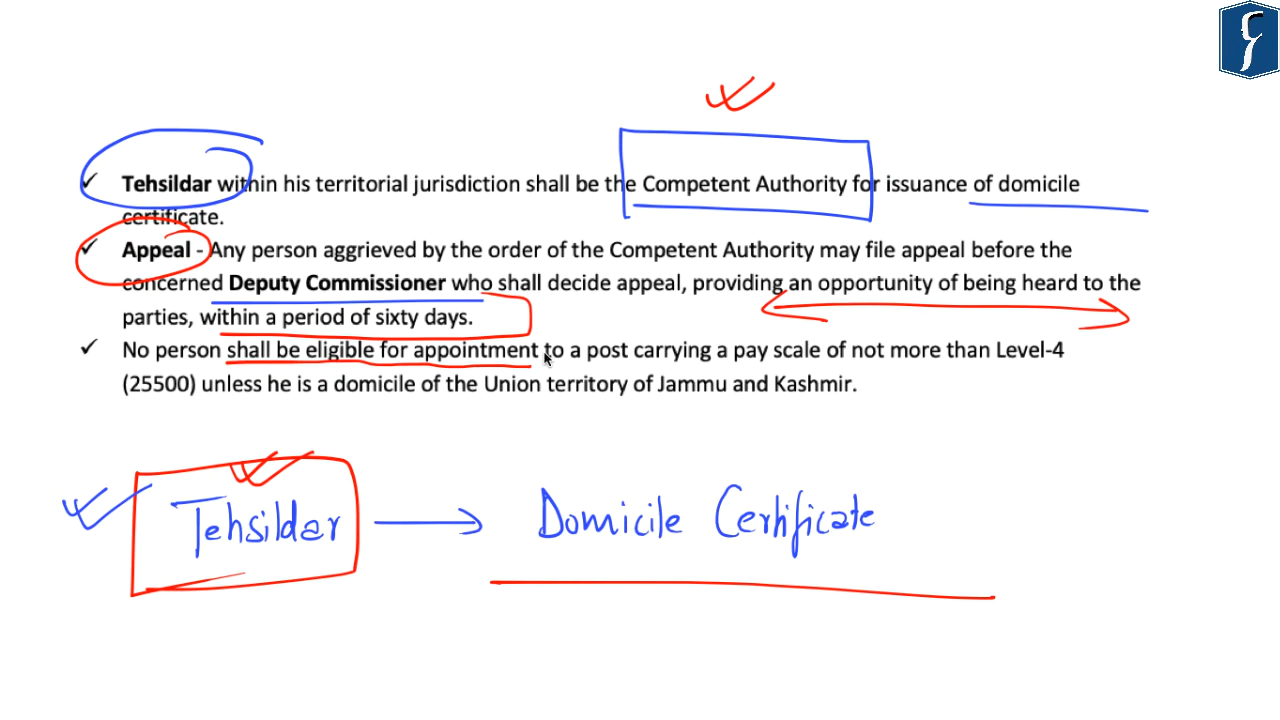 ✓ Tehsildar within his territorial jurisdiction shall be the Competent Authority for issuance of domicile
certificate.
✓ Appeal - Any person aggrieved by the order of the Competent Authority may file appeal before the
concerned Deputy Commissioner who shall decide appeal, providing an opportunity of being heard to the
parties, within a period of sixty days.
✓ No person shall be eligible for appointment to a post carrying a pay scale of not more than Level-4
(25500) unless he is a domicile of the Union territory of Jammu and Kashmir.
Tehsildar → Domicile Certificate